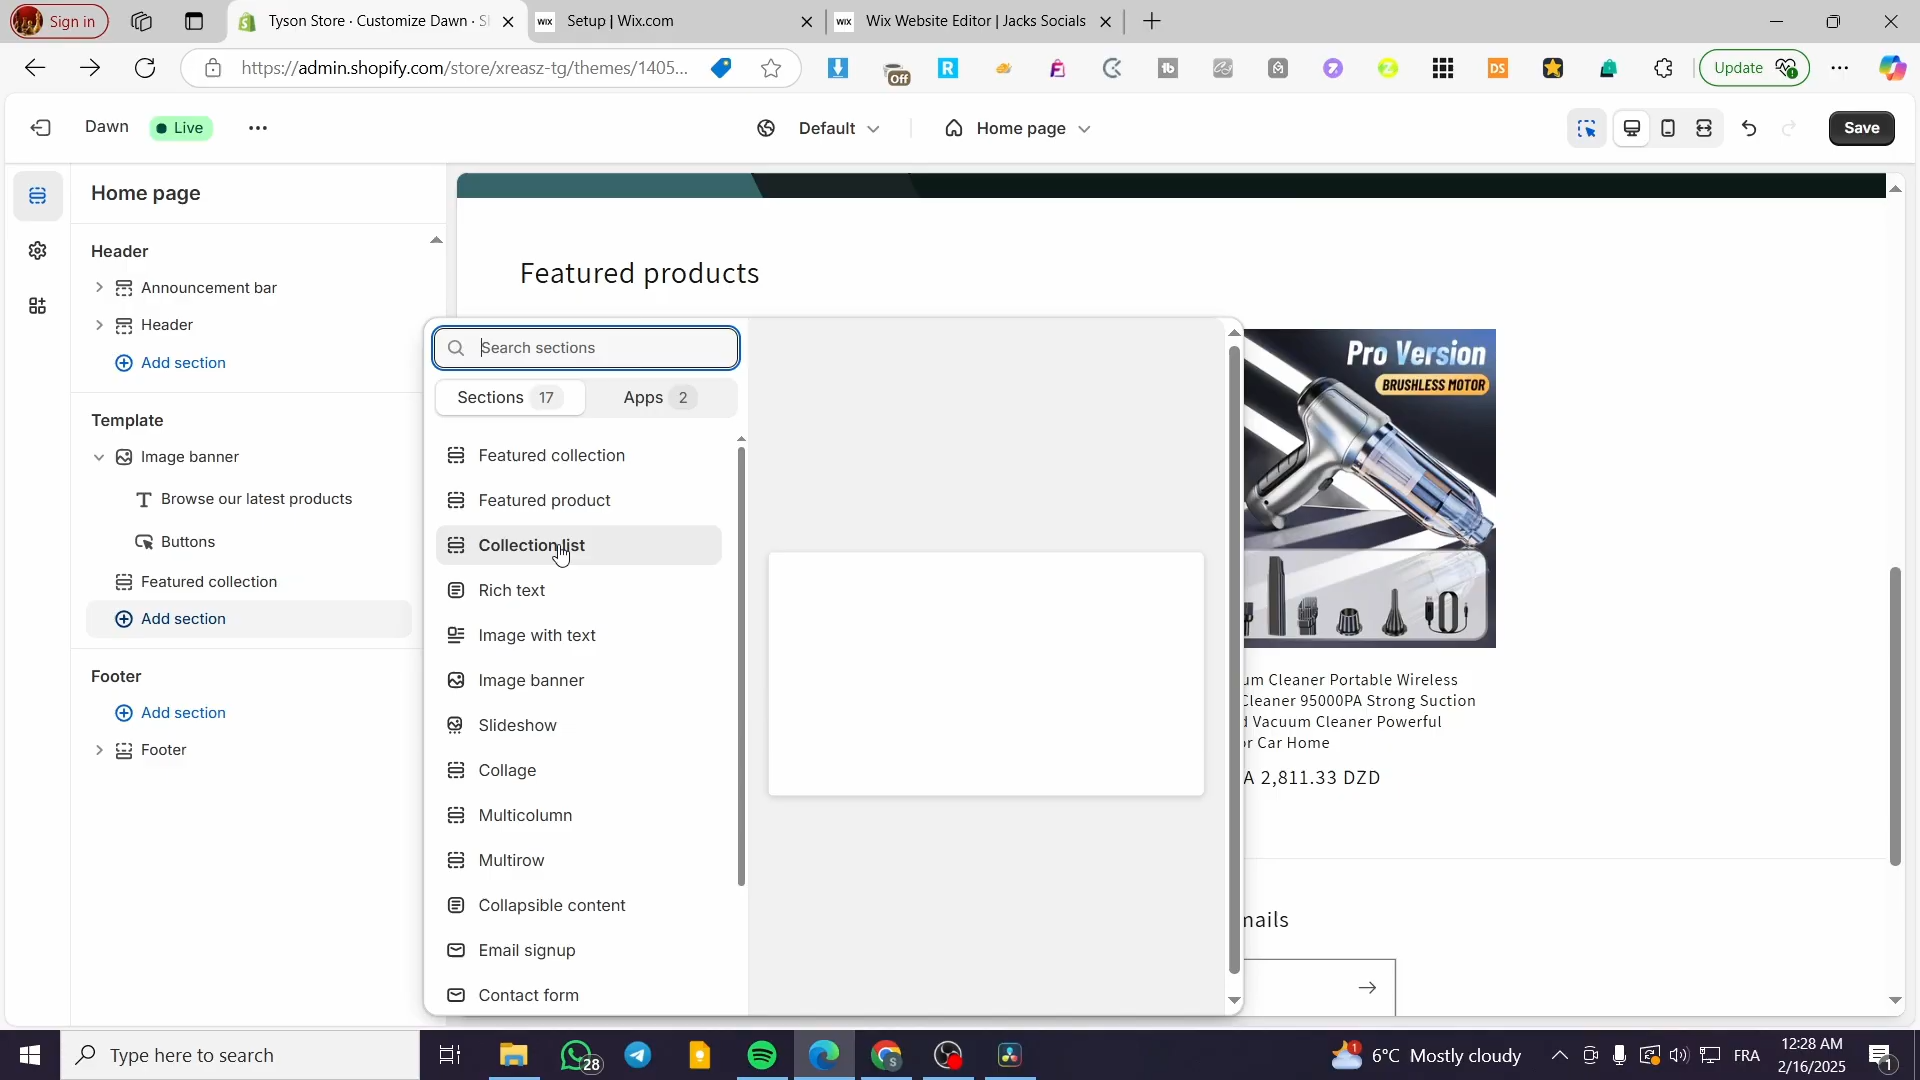 Sign in
Tyson Store · Customize Dawn · S
Setup | Wix.com
Wix Website Editor | Jacks Socials
https://admin.shopify.com/store/xreasz-tg/themes/1405...
Off
Update
Dawn
Live
Default
Home page
Save
Home page
Header
Announcement bar
Header
Add section
Template
Image banner
Browse our latest products
Buttons
Featured collection
Add section
Footer
Add section
Footer
Search sections
Sections 17
Apps 2
Featured collection
Featured product
Collection list
Rich text
Image with text
Image banner
Slideshow
Collage
Multicolumn
Multirow
Collapsible content
Email signup
Contact form
Featured products
Pro Version
BRUSHLESS MOTOR
um Cleaner Portable Wireless
Cleaner 95000PA Strong Suction
d Vacuum Cleaner Powerful
or Car Home
A 2,811.33 DZD
mails
Type here to search
28
6°C Mostly cloudy
FRA
12:28 AM
2/16/2025
1